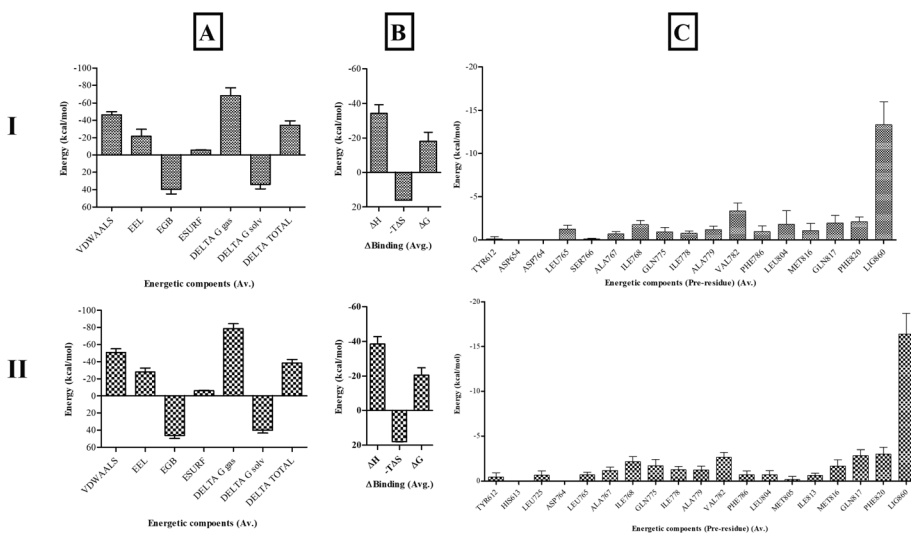 A
B
C
I
Energy (kcal/mol)
-100
-80
-60
-40
-20
0
20
40
60
VDWAALS
EEL
EGB
ESURF
DELTA G gas
DELTA G solv
DELTA TOTAL
Energetic compoents (Av.)
Energy (kcal/mol)
-60
-40
-20
0
20
ΔH
-TΔS
ΔG
ΔBinding (Avg.)
Energy (kcal/mol)
-20
-15
-10
-5
0
TYR612
ASP654
ASP764
LEU765
SER766
ALA767
ILE768
GLN775
ILE778
ALA779
VAL782
PHE786
LEU804
MET816
GLN817
PHE820
LIG860
Energetic compoents (Pre-residue) (Av.)
II
Energy (kcal/mol)
-100
-80
-60
-40
-20
0
20
40
60
VDWAALS
EEL
EGB
ESURF
DELTA G gas
DELTA G solv
DELTA TOTAL
Energetic compoents (Av.)
Energy (kcal/mol)
-60
-40
-20
0
20
ΔH
-TΔS
ΔG
ΔBinding (Avg.)
Energy (kcal/mol)
-20
-15
-10
-5
0
TYR612
HIS613
LEU725
ASP764
LEU765
ALA767
ILE768
GLN775
ILE778
ALA779
VAL782
PHE786
LEU804
MET805
ILE813
MET816
GLN817
PHE820
LIG860
Energetic compoents (Pre-residue) (Av.)